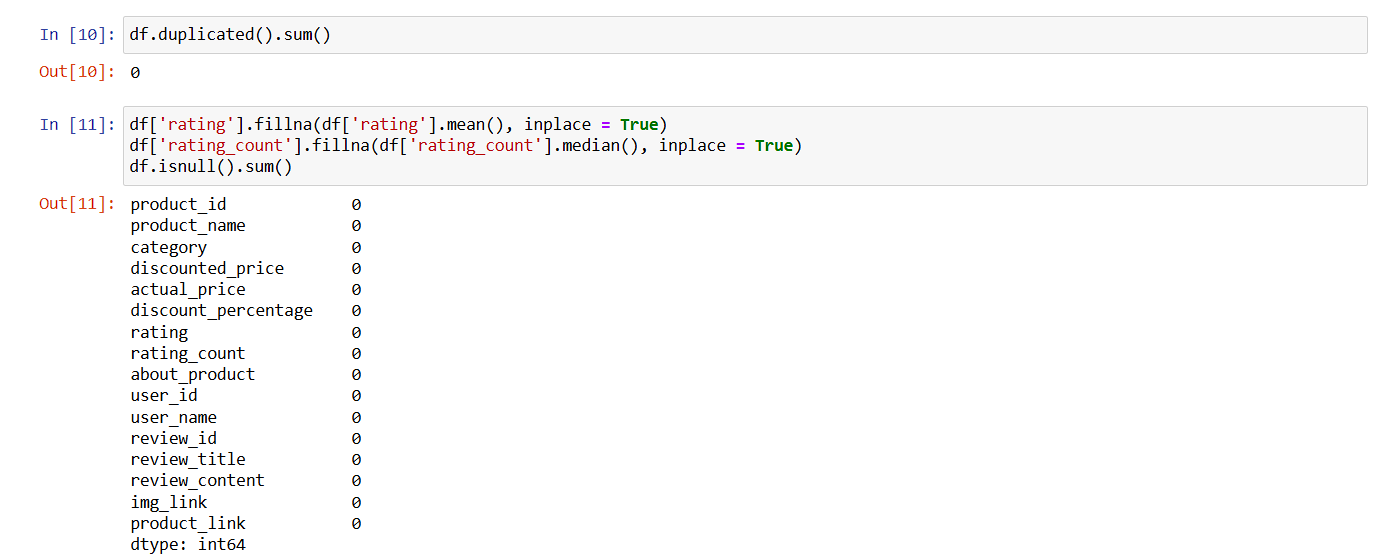 In [10]: df.duplicated().sum()
Out[10]: 0
In [11]: df['rating'].fillna(df['rating'].mean(), inplace = True)
df['rating_count'].fillna(df['rating_count'].median(), inplace = True)
df.isnull().sum()
Out[11]: product_id 0
product_name 0
category 0
discounted_price 0
actual_price 0
discount_percentage 0
rating 0
rating_count 0
about_product 0
user_id 0
user_name 0
review_id 0
review_title 0
review_content 0
img_link 0
product_link 0
dtype: int64